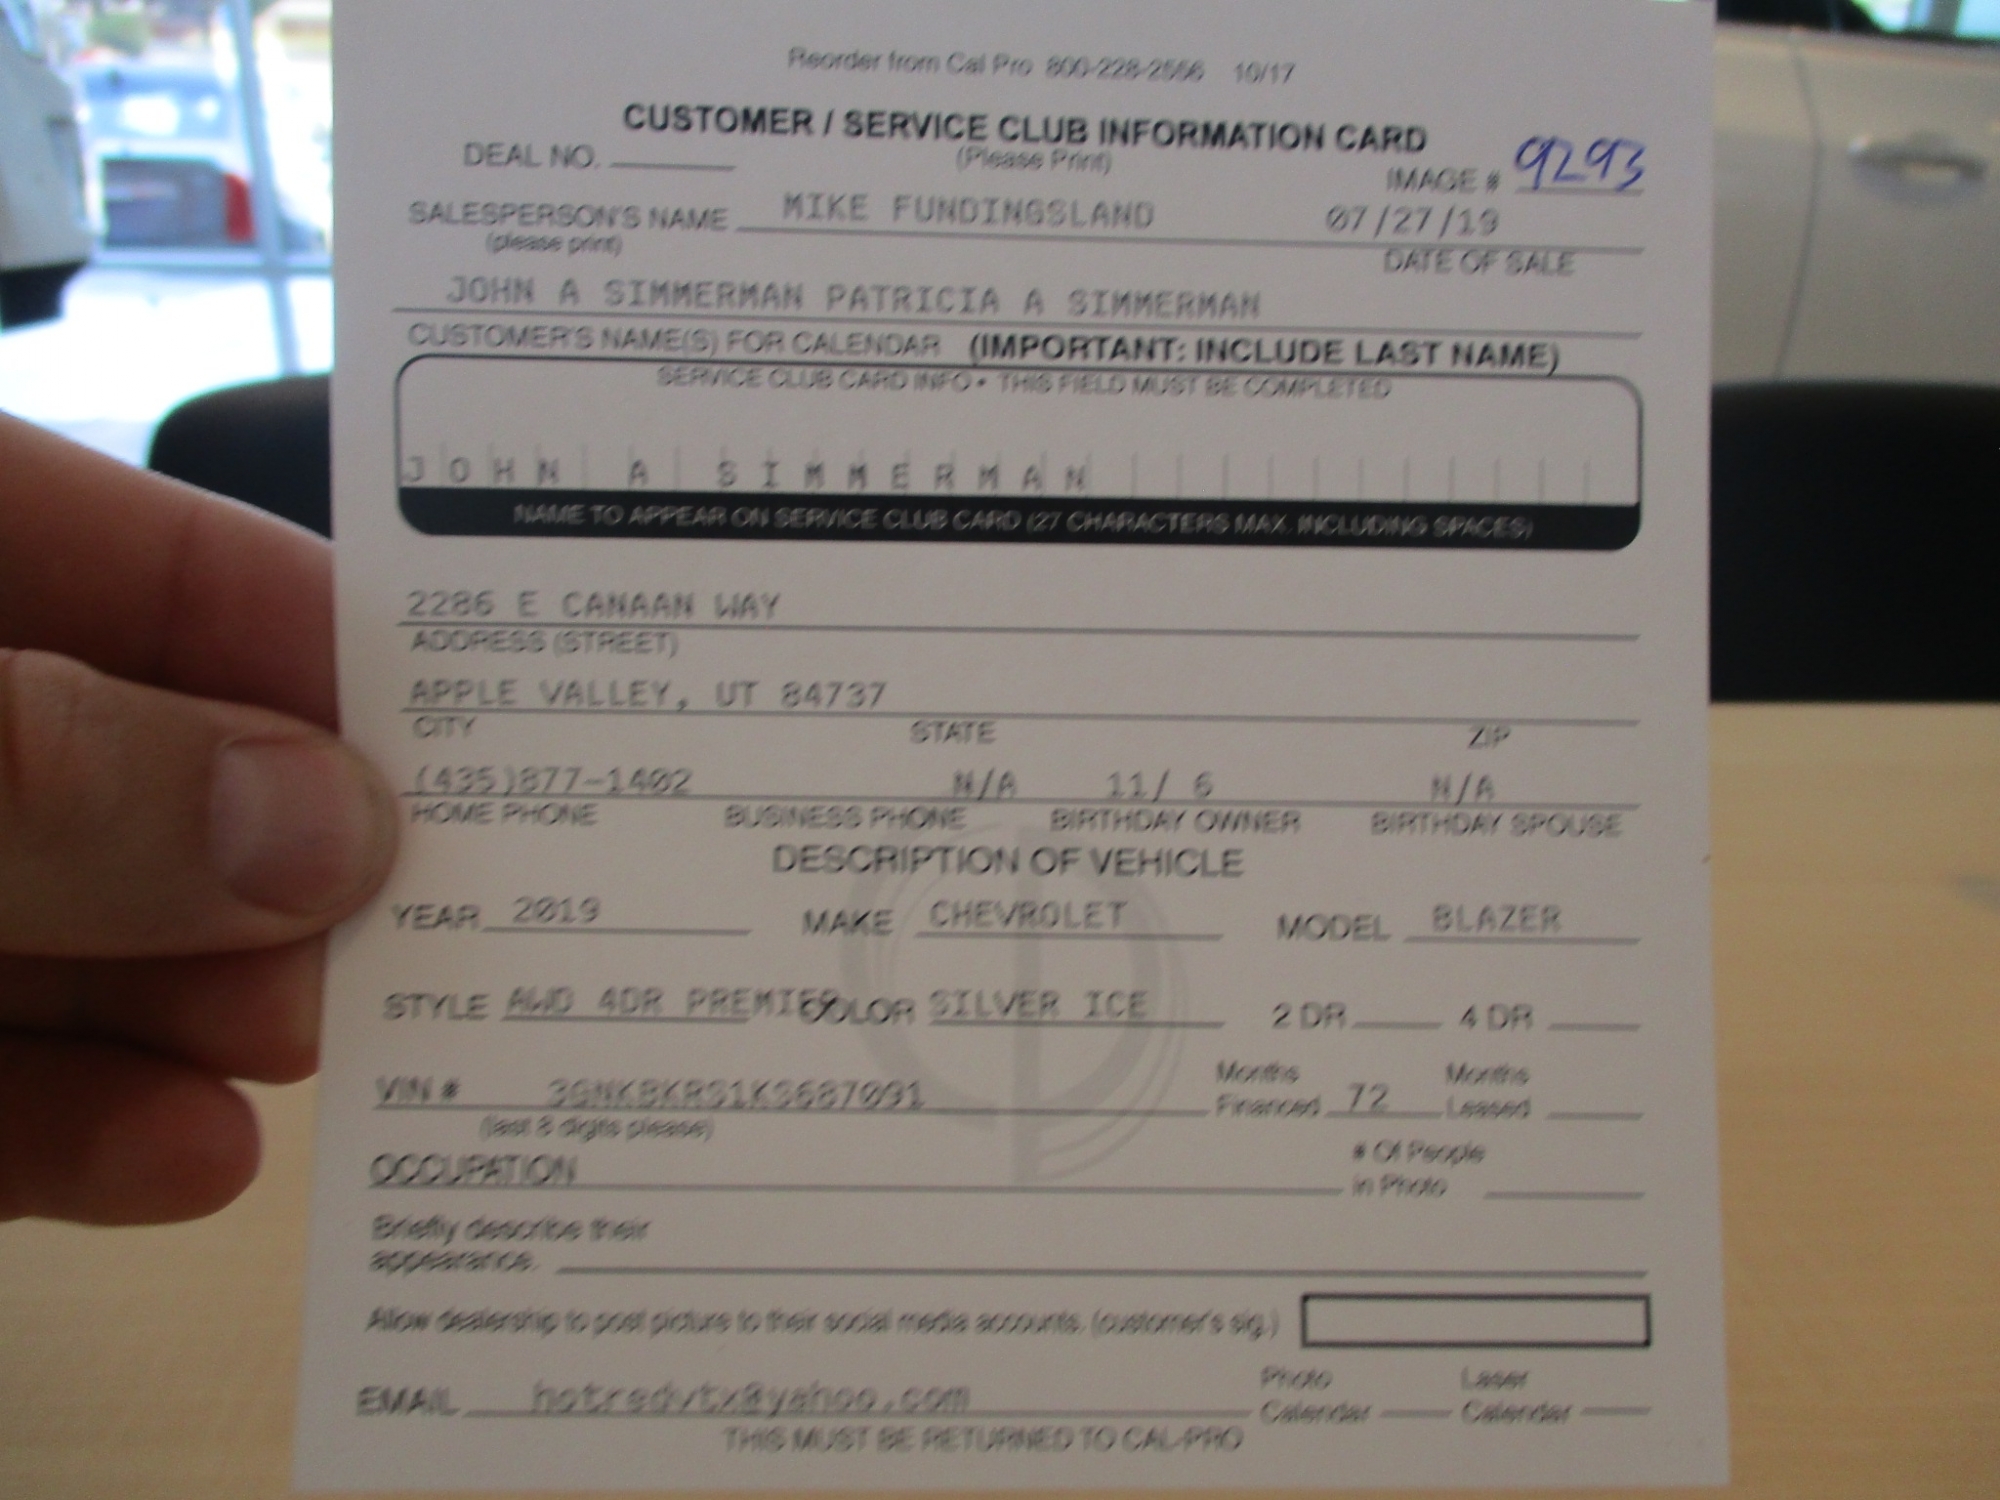 Reorder from Cal Pro 800-228-2556 10/17
CUSTOMER / SERVICE CLUB INFORMATION CARD
DEAL NO. (Please Print) IMAGE # 9293
SALESPERSON'S NAME MIKE FUNDINGSLAND 07/27/19
(please print) DATE OF SALE
JOHN A SIMMERMAN PATRICIA A SIMMERMAN
CUSTOMER'S NAME(S) FOR CALENDAR (IMPORTANT: INCLUDE LAST NAME)
SERVICE CLUB CARD INFO • THIS FIELD MUST BE COMPLETED
JOHN A SIMMERMAN
NAME TO APPEAR ON SERVICE CLUB CARD (27 CHARACTERS MAX. INCLUDING SPACES)
2286 E CANAAN WAY
ADDRESS (STREET)
APPLE VALLEY, UT 84737
CITY STATE ZIP
(435)877-1402 N/A 11/ 6 N/A
HOME PHONE BUSINESS PHONE BIRTHDAY OWNER BIRTHDAY SPOUSE
DESCRIPTION OF VEHICLE
YEAR 2019 MAKE CHEVROLET MODEL BLAZER
STYLE AWD 4DR PREMIER COLOR SILVER ICE 2 DR 4 DR
VIN # Months Financed 72 Months Leased
(last 8 digits please)
OCCUPATION # Of People in Photo
Briefly describe their
appearance.
Allow dealership to post picture to their social media accounts. (customer's sig.)
EMAIL hotredvtx@yahoo.com Photo Calendar Laser Calendar
THIS MUST BE RETURNED TO CAL-PRO